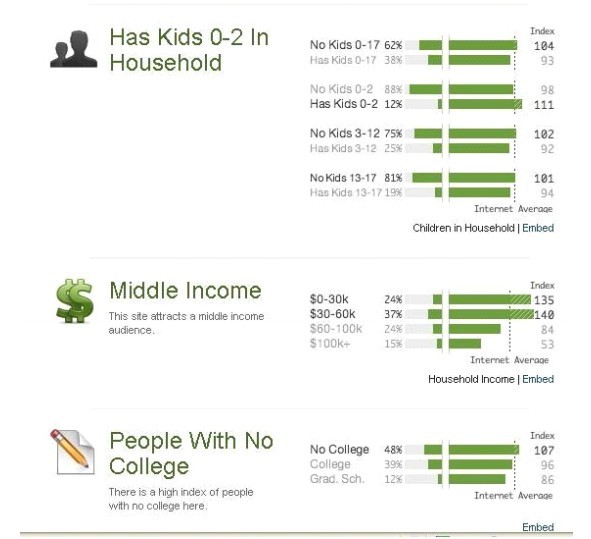 Has Kids 0-2 In
Household
Index
No Kids 0-17 62% 104
Has Kids 0-17 38% 93
No Kids 0-2 88% 98
Has Kids 0-2 12% 111
No Kids 3-12 75% 102
Has Kids 3-12 25% 92
No Kids 13-17 81% 101
Has Kids 13-17 19% 94
Internet Average
Children in Household | Embed
Middle Income
This site attracts a middle income
audience.
Index
$0-30k 24% 135
$30-60k 37% 140
$60-100k 24% 84
$100k+ 15% 53
Internet Average
Household Income | Embed
People With No
College
There is a high index of people
with no college here.
Index
No College 48% 107
College 39% 96
Grad. Sch. 12% 86
Internet Average
Embed